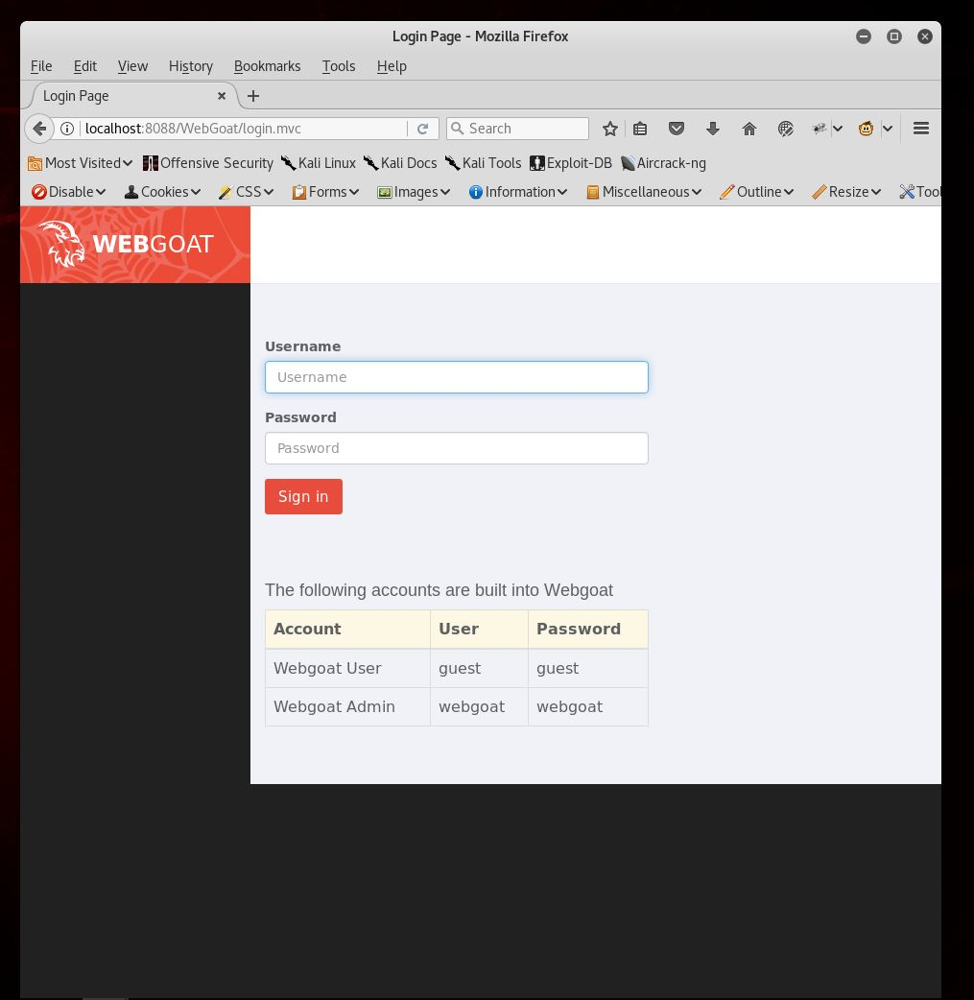 Login Page - Mozilla Firefox
File Edit View History Bookmarks Tools Help
Login Page
localhost:8088/WebGoat/login.mvc Search
Most Visited Offensive Security Kali Linux Kali Docs Kali Tools Exploit-DB Aircrack-ng
Disable Cookies CSS Forms Images Information Miscellaneous Outline Resize Tool
WEBGOAT
Username
Username
Password
Password
Sign in
The following accounts are built into Webgoat
Account User Password
Webgoat User guest guest
Webgoat Admin webgoat webgoat